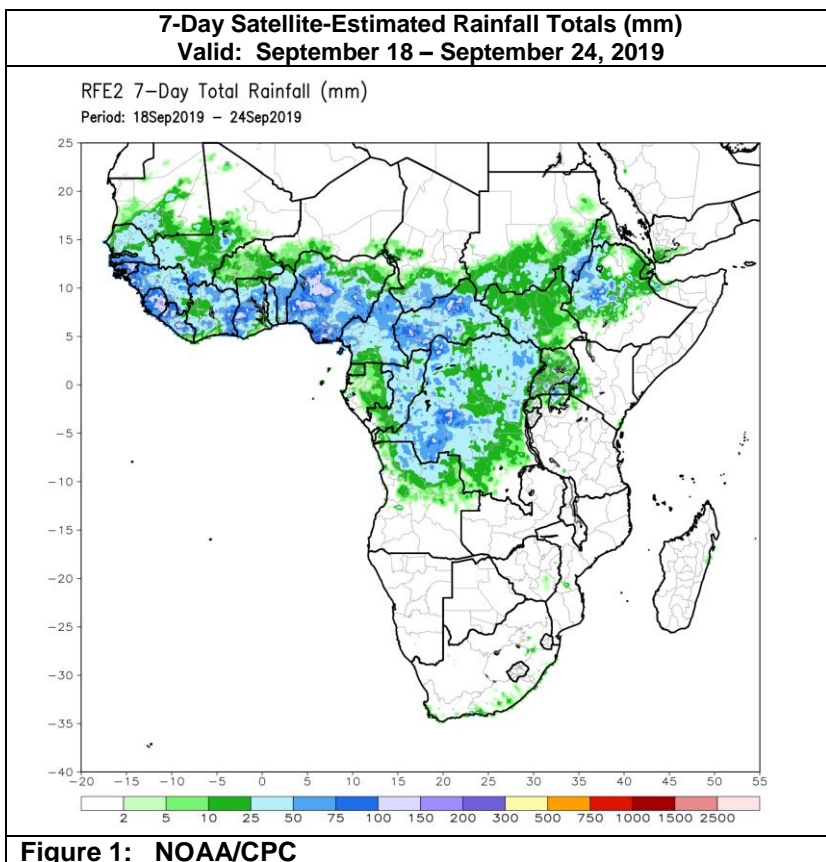 7-Day Satellite-Estimated Rainfall Totals (mm)
Valid: September 18 – September 24, 2019
RFE2 7-Day Total Rainfall (mm)
Period: 18Sep2019 - 24Sep2019
25
20
15
10
5
0
-5
-10
-15
-20
-25
-30
-35
-40
-20 -15 -10 -5 0 5 10 15 20 25 30 35 40 45 50 55
2 5 10 25 50 75 100 150 200 300 500 750 1000 1500 2500
Figure 1: NOAA/CPC